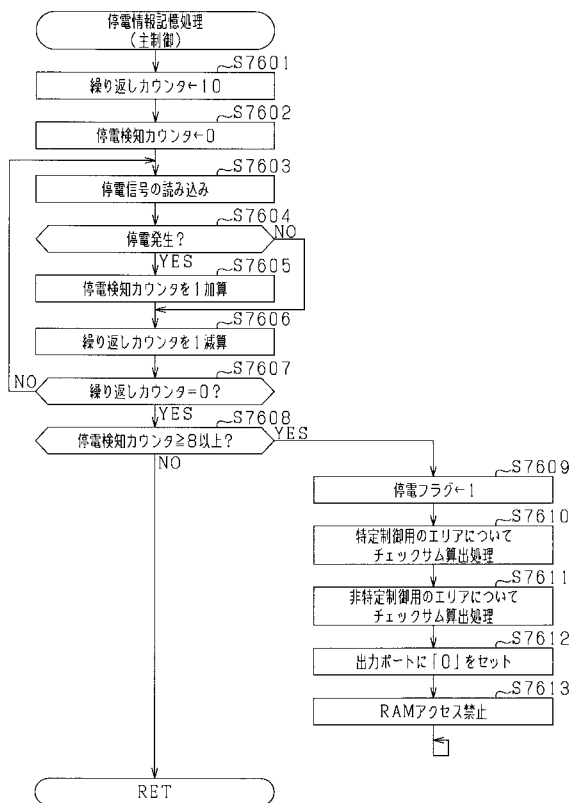 停電情報記憶処理
(主制御)
S7601
繰り返しカウンタ←10
S7602
停電検知カウンタ←0
S7603
停電信号の読み込み
S7604
停電発生?
NO
YES
S7605
停電検知カウンタを1加算
S7606
繰り返しカウンタを1減算
S7607
NO
繰り返しカウンタ=0?
YES
S7608
停電検知カウンタ≧8以上?
YES
NO
S7609
停電フラグ←1
S7610
特定制御用のエリアについて
チェックサム算出処理
S7611
非特定制御用のエリアについて
チェックサム算出処理
S7612
出力ポートに「0」をセット
S7613
RAMアクセス禁止
RET